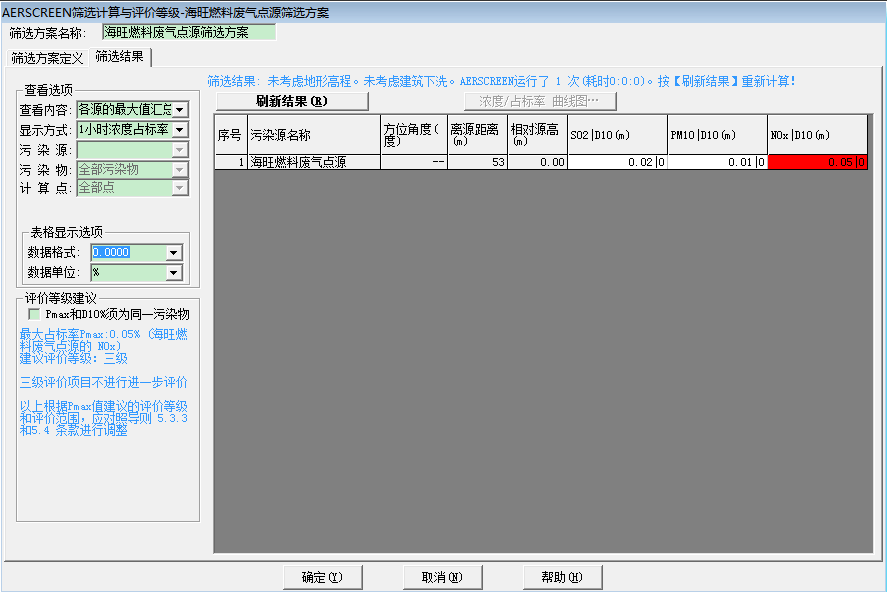 AERSCREEN筛选计算与评价等级-海旺燃料废气点源筛选方案
筛选方案名称: 海旺燃料废气点源筛选方案
筛选方案定义 筛选结果
筛选结果: 未考虑地形高程。未考虑建筑下洗。AERSCREEN运行了 1 次(耗时0:0:0)。按【刷新结果】重新计算!
刷新结果(R) 浓度/占标率 曲线图…
查看选项
查看内容: 各源的最大值汇总
显示方式: 1小时浓度占标率
污 染 源:
污 染 物: 全部污染物
计 算 点: 全部点
表格显示选项
数据格式: 0.0000
数据单位: %
评价等级建议
Pmax和D10%须为同一污染物
最大占标率Pmax:0.05% (海旺燃
料废气点源的 NOx)
建议评价等级: 三级
三级评价项目不进行进一步评价
以上根据Pmax值建议的评价等级
和评价范围，应对照导则 5.3.3
和5.4 条款进行调整
序号 污染源名称 方位角度(度) 离源距离(m) 相对源高(m) SO2|D10(m) PM10|D10(m) NOx|D10(m)
1 海旺燃料废气点源 -- 53 0.00 0.02|0 0.01|0 0.05|0
确定(Y) 取消(N) 帮助(H)